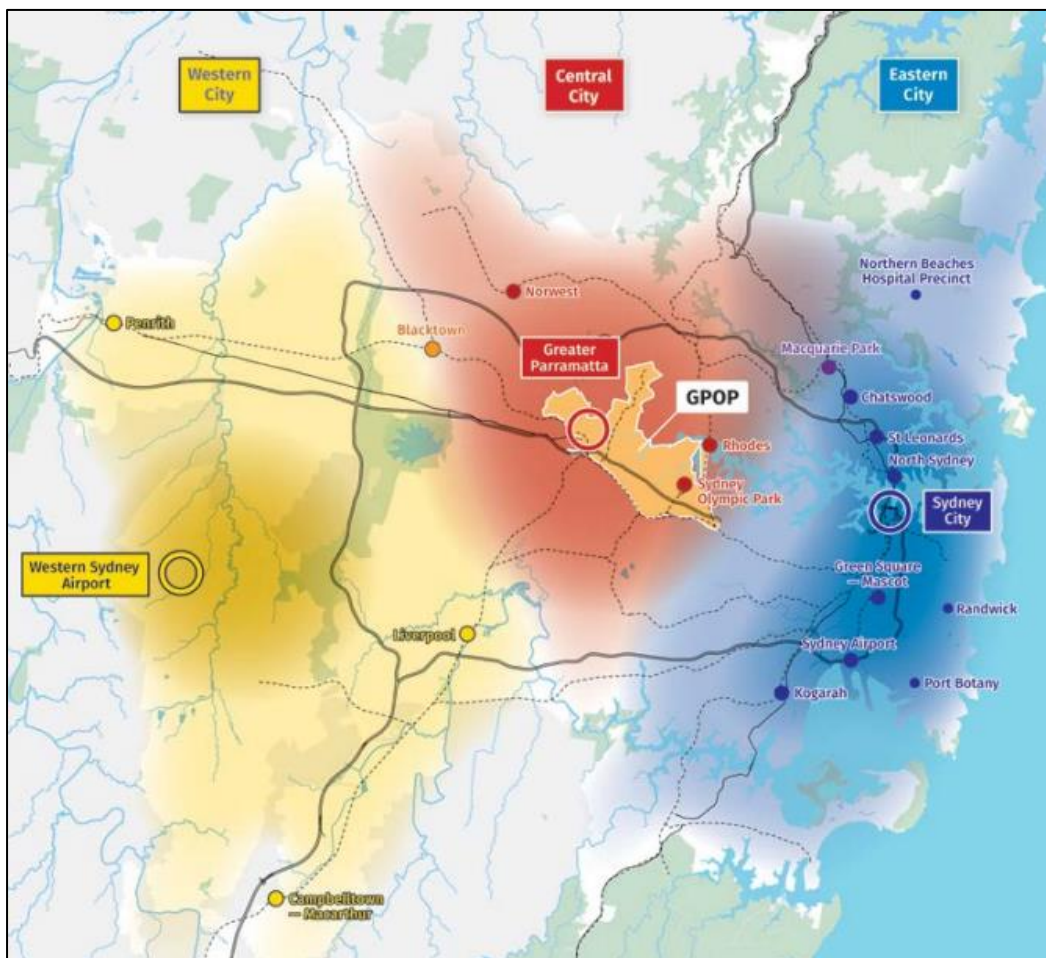 Western
City
Central
City
Eastern
City
Northern Beaches
Hospital Precinct
Norwest
Penrith
Blacktown
Greater
Parramatta
Macquarie Park
GPOP
Chatswood
St Leonards
Rhodes
North Sydney
Sydney
Olympic Park
Sydney
City
Western Sydney
Airport
Green Square
— Mascot
Randwick
Liverpool
Sydney Airport
Port Botany
Kogarah
Campbelltown
— Macarthur